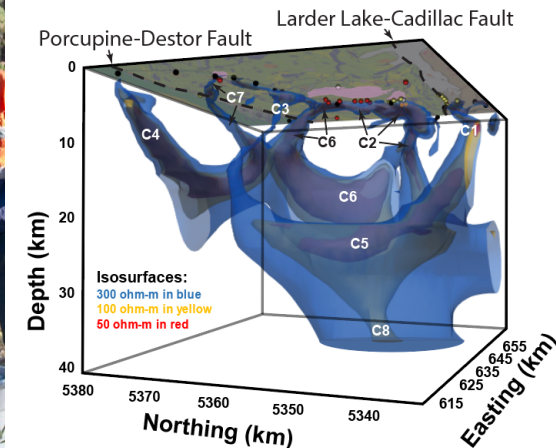 Larder Lake-Cadillac Fault
Porcupine-Destor Fault
0
10
20
30
40
Depth (km)
C7
C3
C4
C6
C2
C1
C6
C5
C8
Isosurfaces:
300 ohm-m in blue
100 ohm-m in yellow
50 ohm-m in red
5380
5370
5360
5350
5340
Northing (km)
615
625
635
645
655
Easting (km)